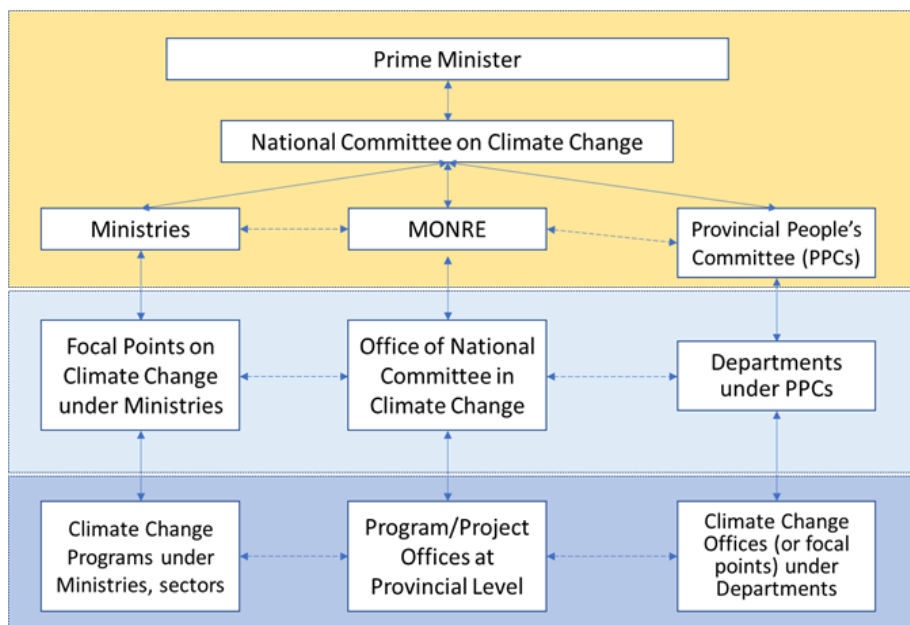 Prime Minister
National Committee on Climate Change
Ministries
MONRE
Provincial People's
Committee (PPCs)
Focal Points on
Climate Change
under Ministries
Office of National
Committee in
Climate Change
Departments
under PPCs
Climate Change
Programs under
Ministries, sectors
Program/Project
Offices at
Provincial Level
Climate Change
Offices (or focal
points) under
Departments